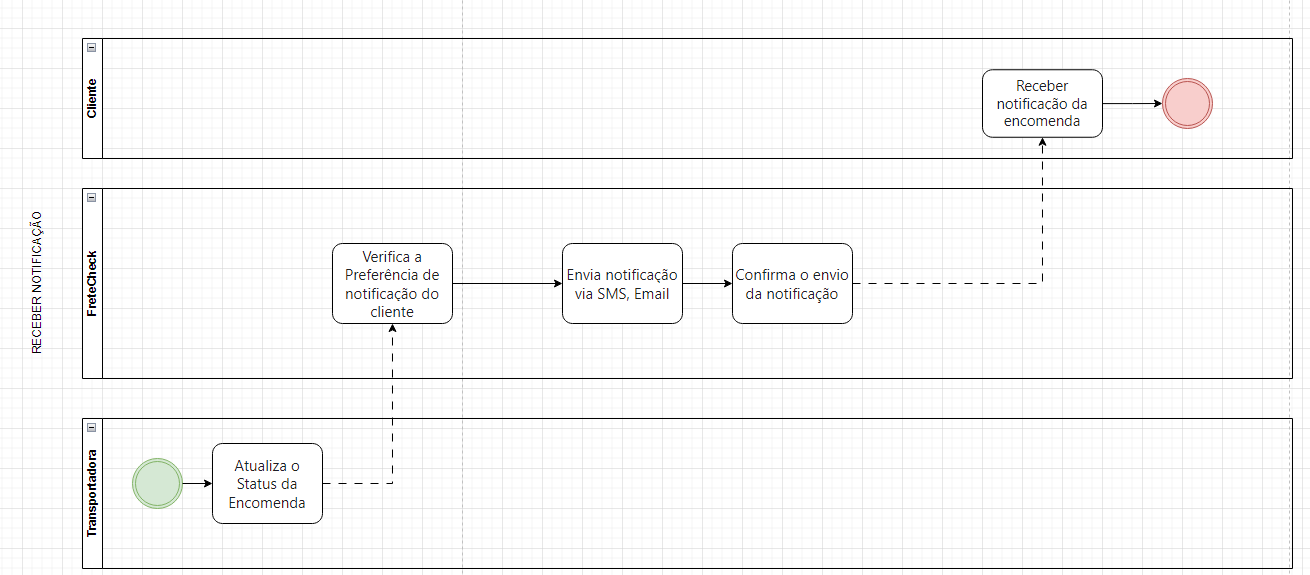 RECEBER NOTIFICAÇÃO
Cliente
Receber
notificação da
encomenda
FreteCheck
Verifica a
Preferência de
notificação do
cliente
Envia notificação
via SMS, Email
Confirma o envio
da notificação
Transportadora
Atualiza o
Status da
Encomenda